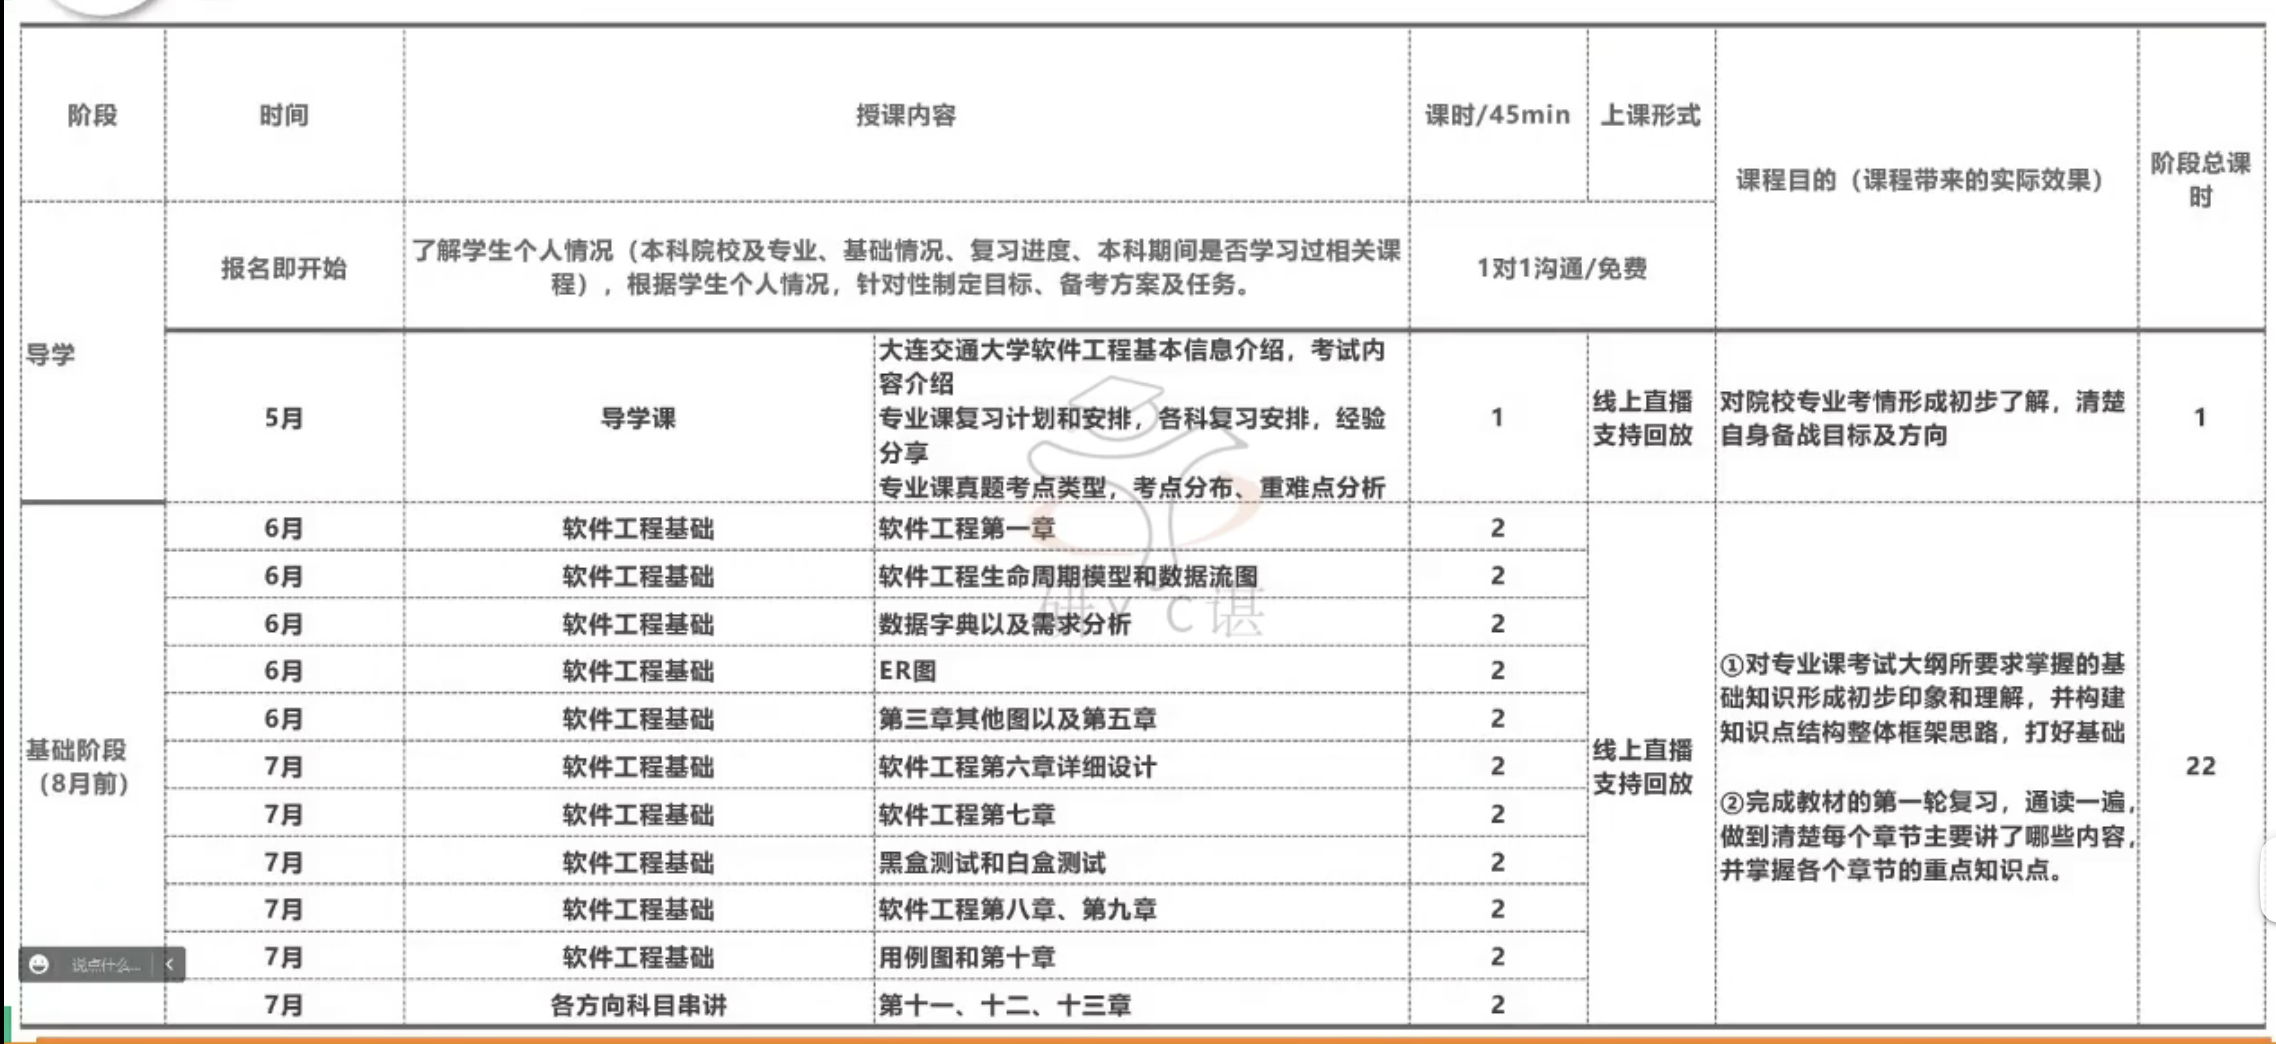 阶段
时间
授课内容
课时/45min
上课形式
课程目的（课程带来的实际效果）
阶段总课
时
导学
报名即开始
了解学生个人情况（本科院校及专业、基础情况、复习进度、本科期间是否学习过相关课
程），根据学生个人情况，针对性制定目标、备考方案及任务。
1对1沟通/免费
5月
导学课
大连交通大学软件工程基本信息介绍，考试内
容介绍
专业课复习计划和安排，各科复习安排，经验
分享
专业课真题考点类型，考点分布、重难点分析
1
线上直播
支持回放
对院校专业考情形成初步了解，清楚
自身备战目标及方向
1
基础阶段
（8月前）
6月
软件工程基础
软件工程第一章
2
6月
软件工程基础
软件工程生命周期模型和数据流图
2
6月
软件工程基础
数据字典以及需求分析
2
6月
软件工程基础
ER图
2
6月
软件工程基础
第三章其他图以及第五章
2
7月
软件工程基础
软件工程第六章详细设计
2
7月
软件工程基础
软件工程第七章
2
7月
软件工程基础
黑盒测试和白盒测试
2
7月
软件工程基础
软件工程第八章、第九章
2
7月
软件工程基础
用例图和第十章
2
7月
各方向科目串讲
第十一、十二、十三章
2
线上直播
支持回放
①对专业课考试大纲所要求掌握的基
础知识形成初步印象和理解，并构建
知识点结构整体框架思路，打好基础
②完成教材的第一轮复习，通读一遍，
做到清楚每个章节主要讲了哪些内容，
并掌握各个章节的重点知识点。
22
研YC谌
说点什么...